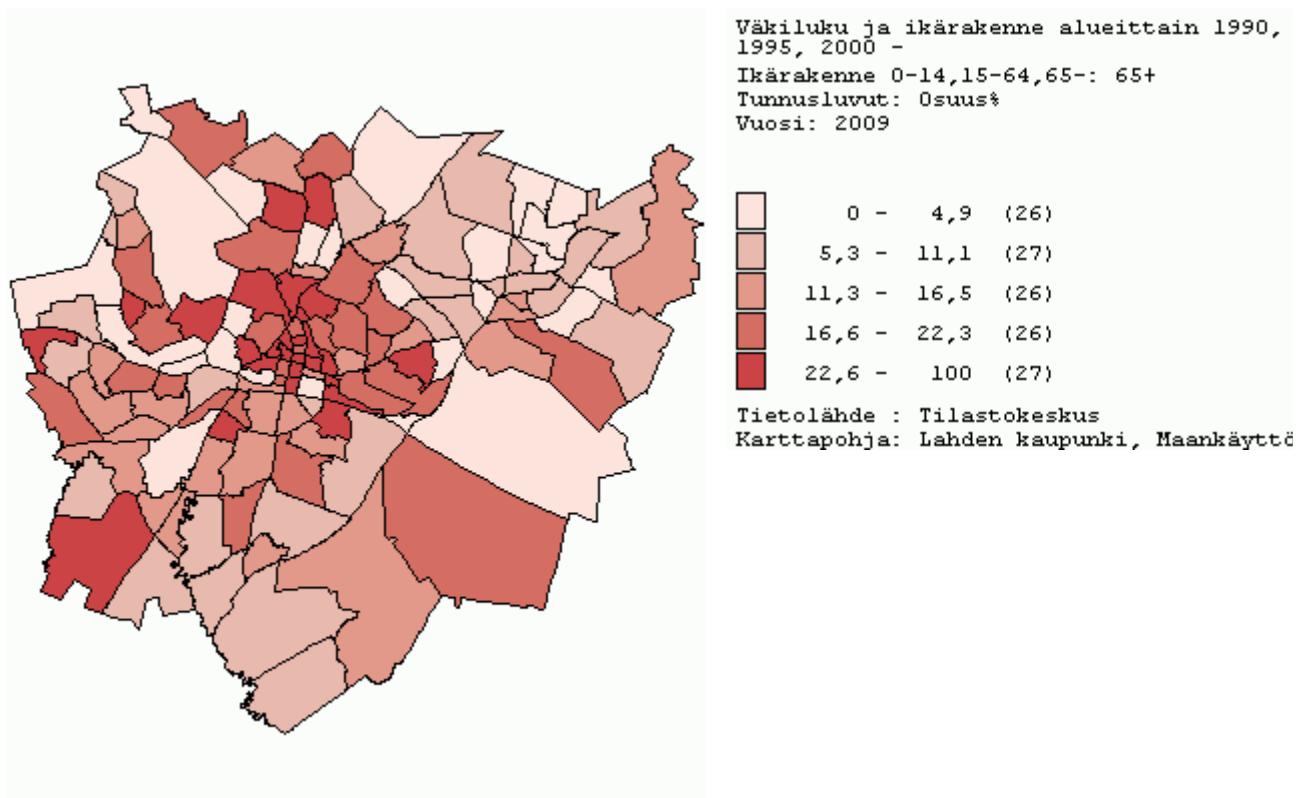 Väkiluku ja ikärakenne alueittain 1990,
1995, 2000 -
Ikärakenne 0-14,15-64,65-: 65+
Tunnusluvut: Osuus%
Vuosi: 2009
0 - 4,9 (26)
5,3 - 11,1 (27)
11,3 - 16,5 (26)
16,6 - 22,3 (26)
22,6 - 100 (27)
Tietolähde : Tilastokeskus
Karttapohja: Lahden kaupunki, Maankäyttö